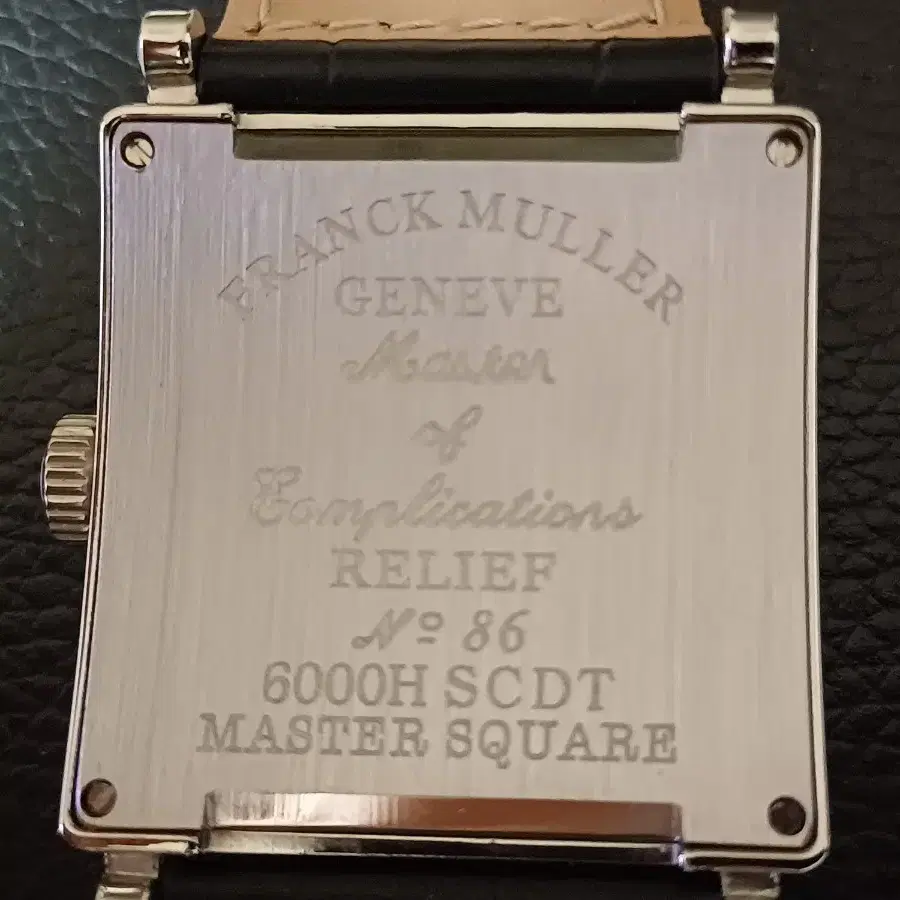 FRANCK MULLER
GENEVE
Master
of
Complications
RELIEF
Nº 86
6000H SCDT
MASTER SQUARE